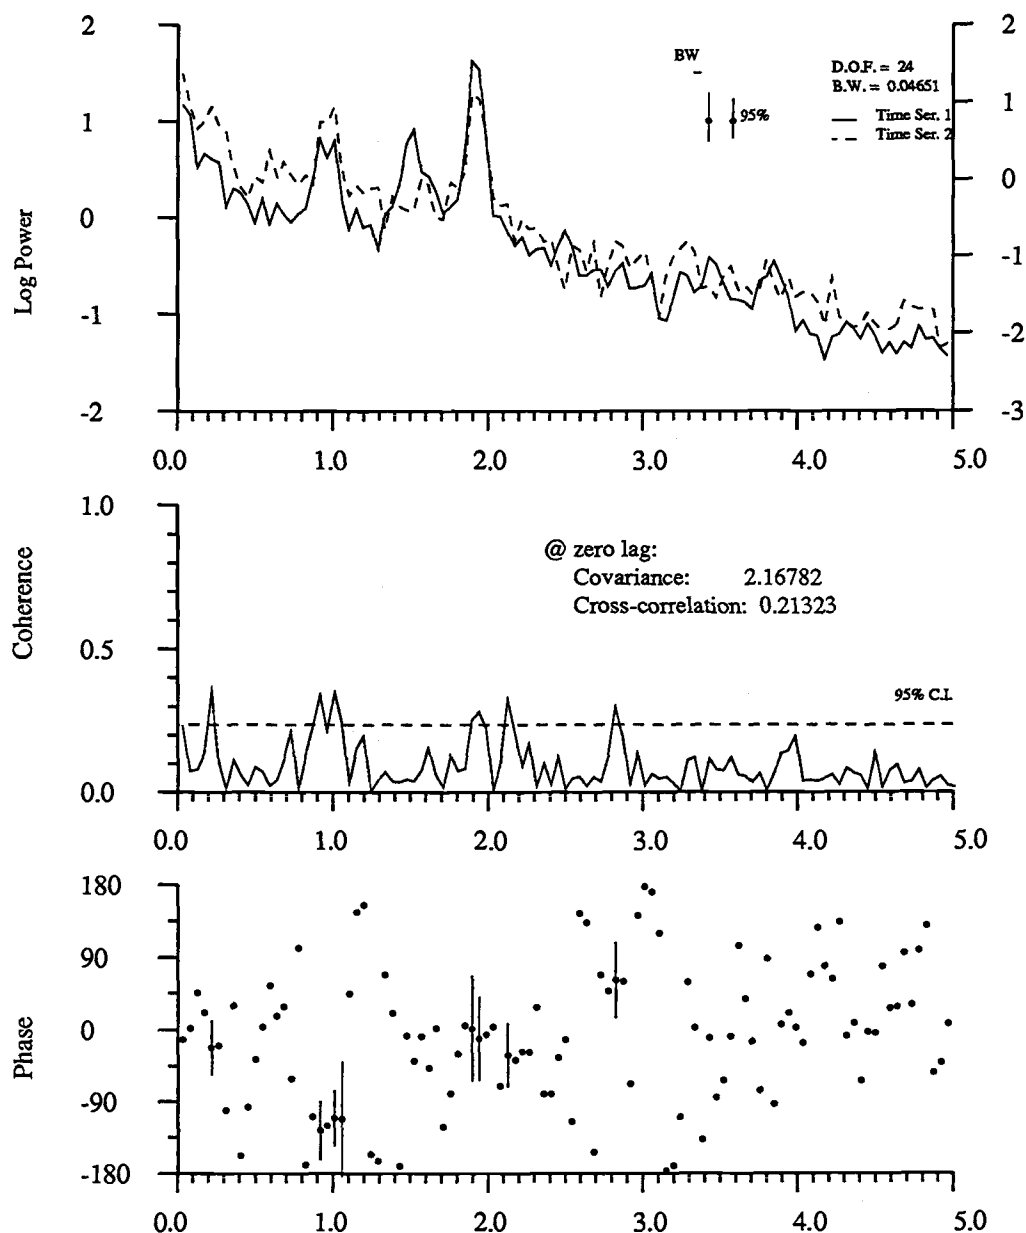 2
1
0
-1
-2
Log Power
2
1
0
-1
-2
-3
BW
95%
D.O.F. = 24
B.W. = 0.04651
Time Ser. 1
Time Ser. 2
0.0 1.0 2.0 3.0 4.0 5.0
1.0
0.5
0.0
Coherence
@ zero lag:
Covariance: 2.16782
Cross-correlation: 0.21323
95% C.I.
0.0 1.0 2.0 3.0 4.0 5.0
180
90
0
-90
-180
Phase
0.0 1.0 2.0 3.0 4.0 5.0